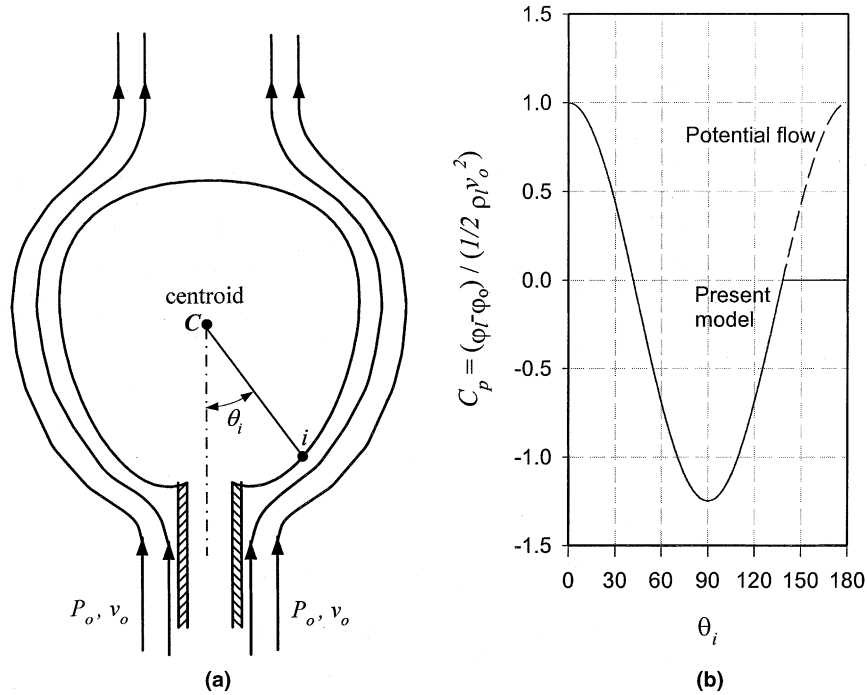 centroid
C
θi
i
Po, vo
Po, vo
(a)
1.5
1.0
0.5
0.0
-0.5
-1.0
-1.5
Cp = (φl-φo) / (1/2 ρl vo²)
Potential flow
Present
model
0 30 60 90 120 150 180
θi
(b)